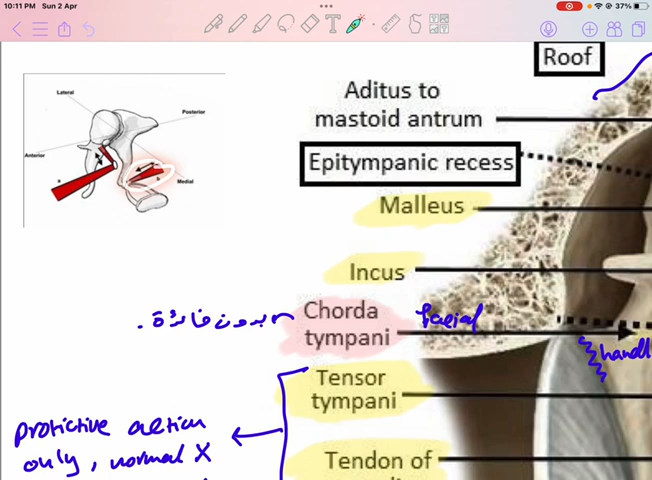 10:11 PM Sun 2 Apr
37%
Roof
Lateral
Posterior
Anterior
Medial
a
b
Aditus to
mastoid antrum
Epitympanic recess
Malleus
Incus
Chorda
tympani
facial
بدون فائدة.
handl
Tensor
tympani
protictive action
only, normal X
Tendon of